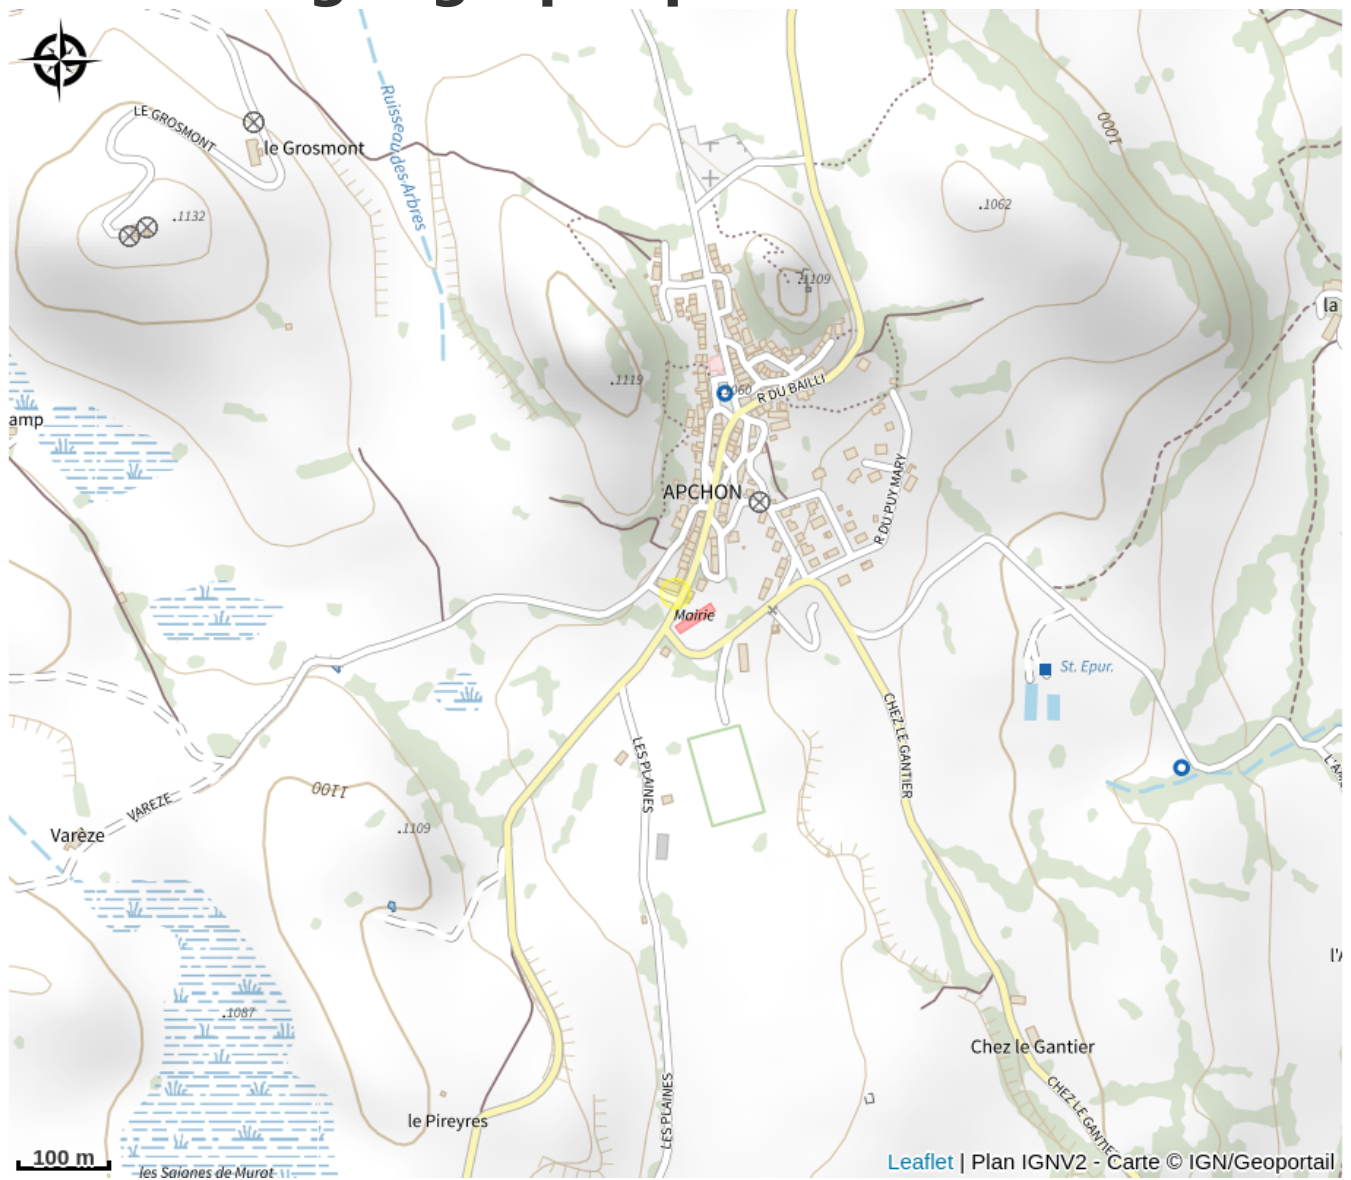 LE GROSMONT
le Grosmont
Ruisseau des Arbres
1000
.1132
.1062
.1109
la
.1119
1060
R DU BAILLI
amp
APCHON
R DU PUY MARY
Mairie
St. Epur.
CHEZ LE GANTIER
LES PLAINES
1100
VAREZE
Varèze
.1109
.1087
Chez le Gantier
CHEZ LE GANTIE
LES PLAINES
le Pireyres
100 m
les Saignes de Murat
Leaflet | Plan IGNV2 - Carte © IGN/Geoportail